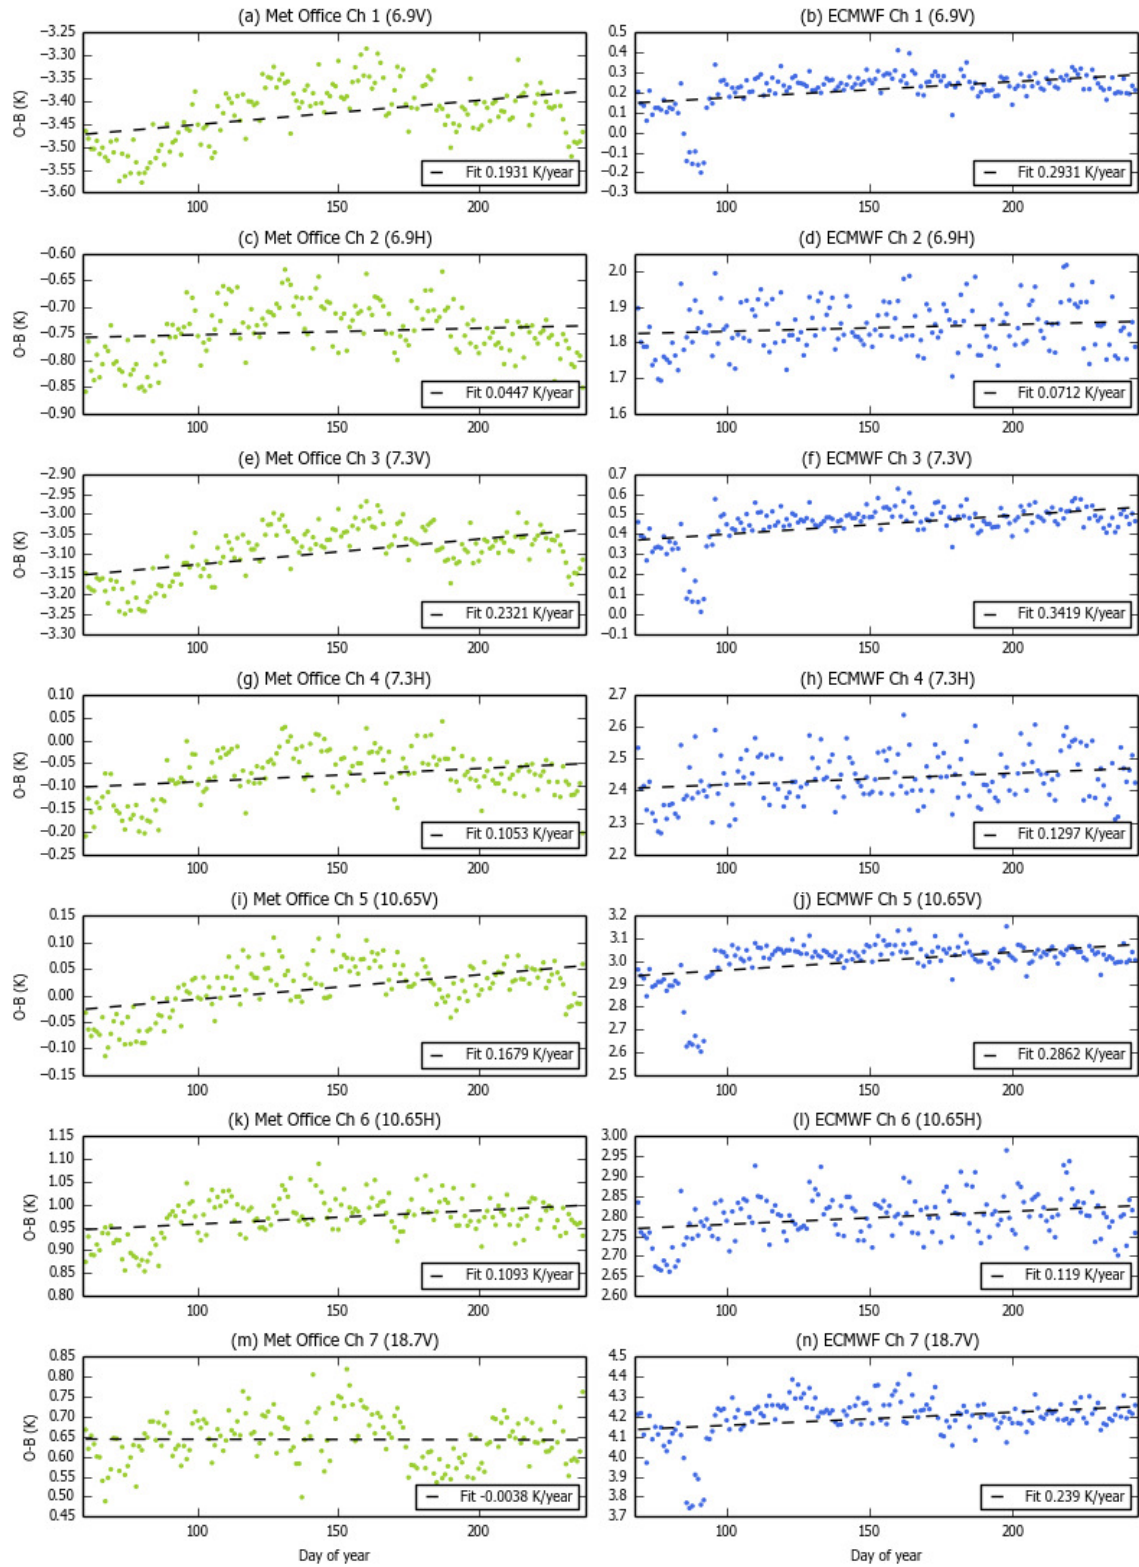 (a) Met Office Ch 1 (6.9V) (b) ECMWF Ch 1 (6.9V)
−3.25 0.5
−3.30 0.4
−3.35 0.3
−3.40 0.2
−3.45 0.1
−3.50 0.0
−3.55 −0.1
−3.60 −0.2
−0.3
O-B (K)
Fit 0.1931 K/year Fit 0.2931 K/year
100 150 200 100 150 200
(c) Met Office Ch 2 (6.9H) (d) ECMWF Ch 2 (6.9H)
−0.60 2.0
−0.65 1.9
−0.70 1.8
−0.75 1.7
−0.80 1.6
−0.85
−0.90
O-B (K)
Fit 0.0447 K/year Fit 0.0712 K/year
100 150 200 100 150 200
(e) Met Office Ch 3 (7.3V) (f) ECMWF Ch 3 (7.3V)
−2.90 0.7
−2.95 0.6
−3.00 0.5
−3.05 0.4
−3.10 0.3
−3.15 0.2
−3.20 0.1
−3.25 0.0
−3.30 −0.1
O-B (K)
Fit 0.2321 K/year Fit 0.3419 K/year
100 150 200 100 150 200
(g) Met Office Ch 4 (7.3H) (h) ECMWF Ch 4 (7.3H)
0.10 2.7
0.05 2.6
0.00 2.5
−0.05 2.4
−0.10 2.3
−0.15 2.2
−0.20
−0.25
O-B (K)
Fit 0.1053 K/year Fit 0.1297 K/year
100 150 200 100 150 200
(i) Met Office Ch 5 (10.65V) (j) ECMWF Ch 5 (10.65V)
0.15 3.2
0.10 3.1
0.05 3.0
0.00 2.9
−0.05 2.8
−0.10 2.7
−0.15 2.6
2.5
O-B (K)
Fit 0.1679 K/year Fit 0.2862 K/year
100 150 200 100 150 200
(k) Met Office Ch 6 (10.65H) (l) ECMWF Ch 6 (10.65H)
1.15 3.00
1.10 2.95
1.05 2.90
1.00 2.85
0.95 2.80
0.90 2.75
0.85 2.70
0.80 2.65
2.60
O-B (K)
Fit 0.1093 K/year Fit 0.119 K/year
100 150 200 100 150 200
(m) Met Office Ch 7 (18.7V) (n) ECMWF Ch 7 (18.7V)
0.85 4.5
0.80 4.4
0.75 4.3
0.70 4.2
0.65 4.1
0.60 4.0
0.55 3.9
0.50 3.8
0.45 3.7
O-B (K)
Fit -0.0038 K/year Fit 0.239 K/year
100 150 200 100 150 200
Day of year Day of year